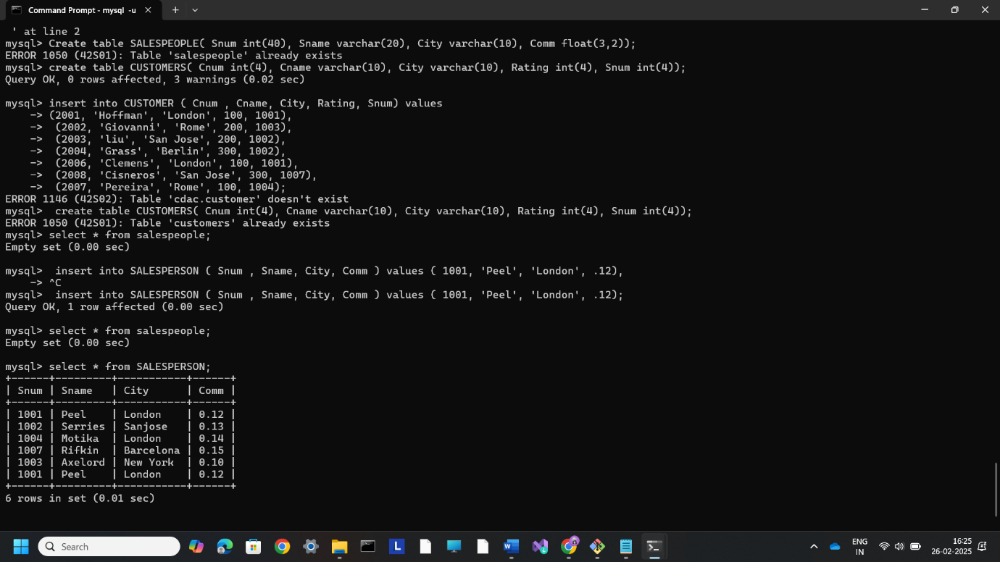 Command Prompt - mysql -u
' at line 2
mysql> Create table SALESPEOPLE( Snum int(40), Sname varchar(20), City varchar(10), Comm float(3,2));
ERROR 1050 (42S01): Table 'salespeople' already exists
mysql> create table CUSTOMERS( Cnum int(4), Cname varchar(10), City varchar(10), Rating int(4), Snum int(4));
Query OK, 0 rows affected, 3 warnings (0.02 sec)
mysql> insert into CUSTOMER ( Cnum , Cname, City, Rating, Snum) values
    -> (2001, 'Hoffman', 'London', 100, 1001),
    ->  (2002, 'Giovanni', 'Rome', 200, 1003),
    ->  (2003, 'liu', 'San Jose', 200, 1002),
    ->  (2004, 'Grass', 'Berlin', 300, 1002),
    ->  (2006, 'Clemens', 'London', 100, 1001),
    ->  (2008, 'Cisneros', 'San Jose', 300, 1007),
    ->  (2007, 'Pereira', 'Rome', 100, 1004);
ERROR 1146 (42S02): Table 'cdac.customer' doesn't exist
mysql>  create table CUSTOMERS( Cnum int(4), Cname varchar(10), City varchar(10), Rating int(4), Snum int(4));
ERROR 1050 (42S01): Table 'customers' already exists
mysql> select * from salespeople;
Empty set (0.00 sec)
mysql>  insert into SALESPERSON ( Snum , Sname, City, Comm ) values ( 1001, 'Peel', 'London', .12),
    -> ^C
mysql>  insert into SALESPERSON ( Snum , Sname, City, Comm ) values ( 1001, 'Peel', 'London', .12);
Query OK, 1 row affected (0.00 sec)
mysql> select * from salespeople;
Empty set (0.00 sec)
mysql> select * from SALESPERSON;
+------+---------+-----------+------+
| Snum | Sname   | City      | Comm |
+------+---------+-----------+------+
| 1001 | Peel    | London    | 0.12 |
| 1002 | Serries | Sanjose   | 0.13 |
| 1004 | Motika  | London    | 0.14 |
| 1007 | Rifkin  | Barcelona | 0.15 |
| 1003 | Axelord | New York  | 0.10 |
| 1001 | Peel    | London    | 0.12 |
+------+---------+-----------+------+
6 rows in set (0.01 sec)
Search
L
W
ENG
IN
16:25
26-02-2025